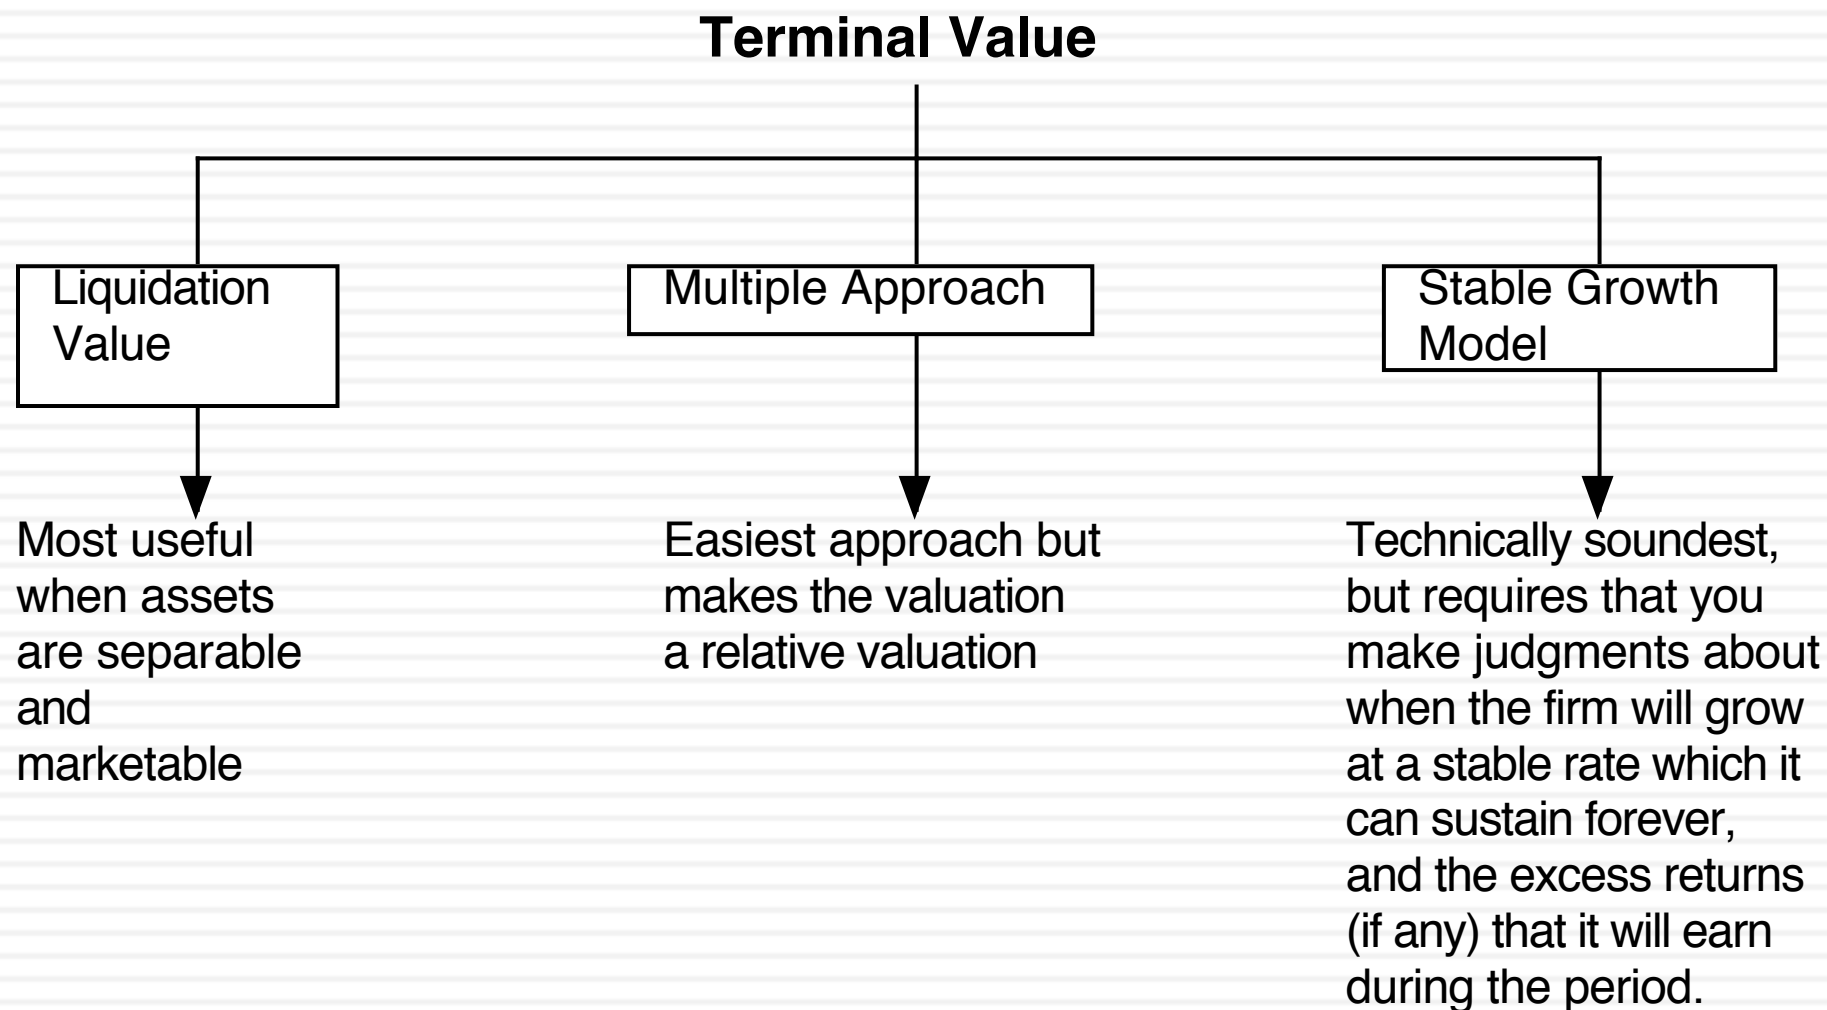 Terminal Value
Liquidation
Value
Multiple Approach
Stable Growth
Model
Most useful
when assets
are separable
and
marketable
Easiest approach but
makes the valuation
a relative valuation
Technically soundest,
but requires that you
make judgments about
when the firm will grow
at a stable rate which it
can sustain forever,
and the excess returns
(if any) that it will earn
during the period.